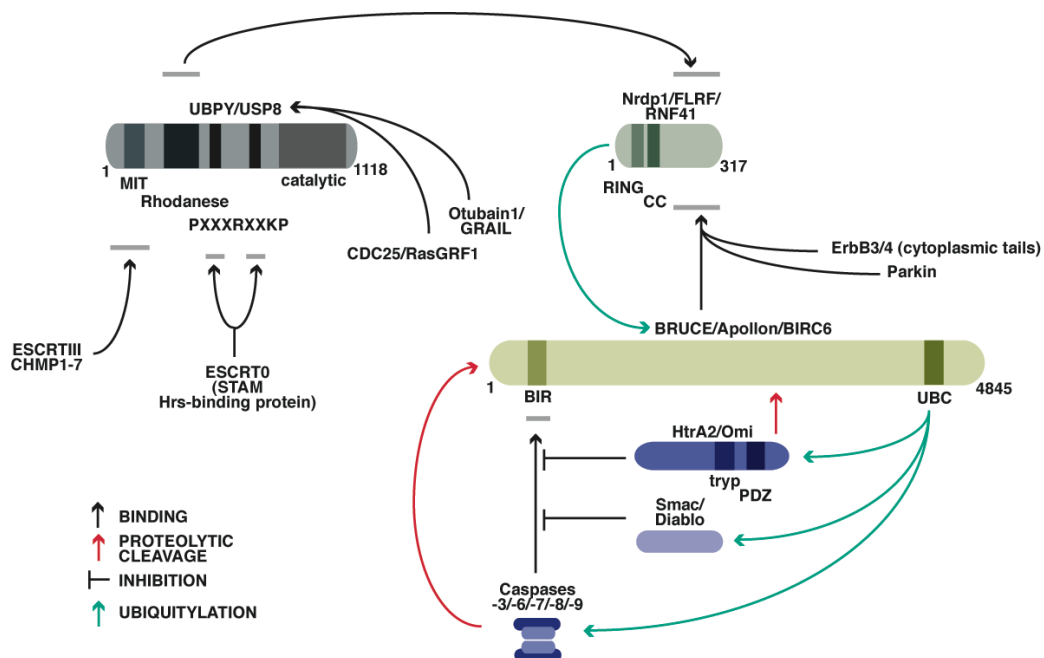 UBPY/USP8
1
1118
MIT
catalytic
Rhodanese
PXXXRXXKP
Otubain1/
GRAIL
CDC25/RasGRF1
ESCRTIII
CHMP1-7
ESCRT0
(STAM
Hrs-binding protein)
Nrdp1/FLRF/
RNF41
1
317
RING
CC
ErbB3/4 (cytoplasmic tails)
Parkin
BRUCE/Apollon/BIRC6
1
4845
BIR
UBC
HtrA2/Omi
tryp
PDZ
Smac/
Diablo
Caspases
-3/-6/-7/-8/-9
BINDING
PROTEOLYTIC
CLEAVAGE
INHIBITION
UBIQUITYLATION